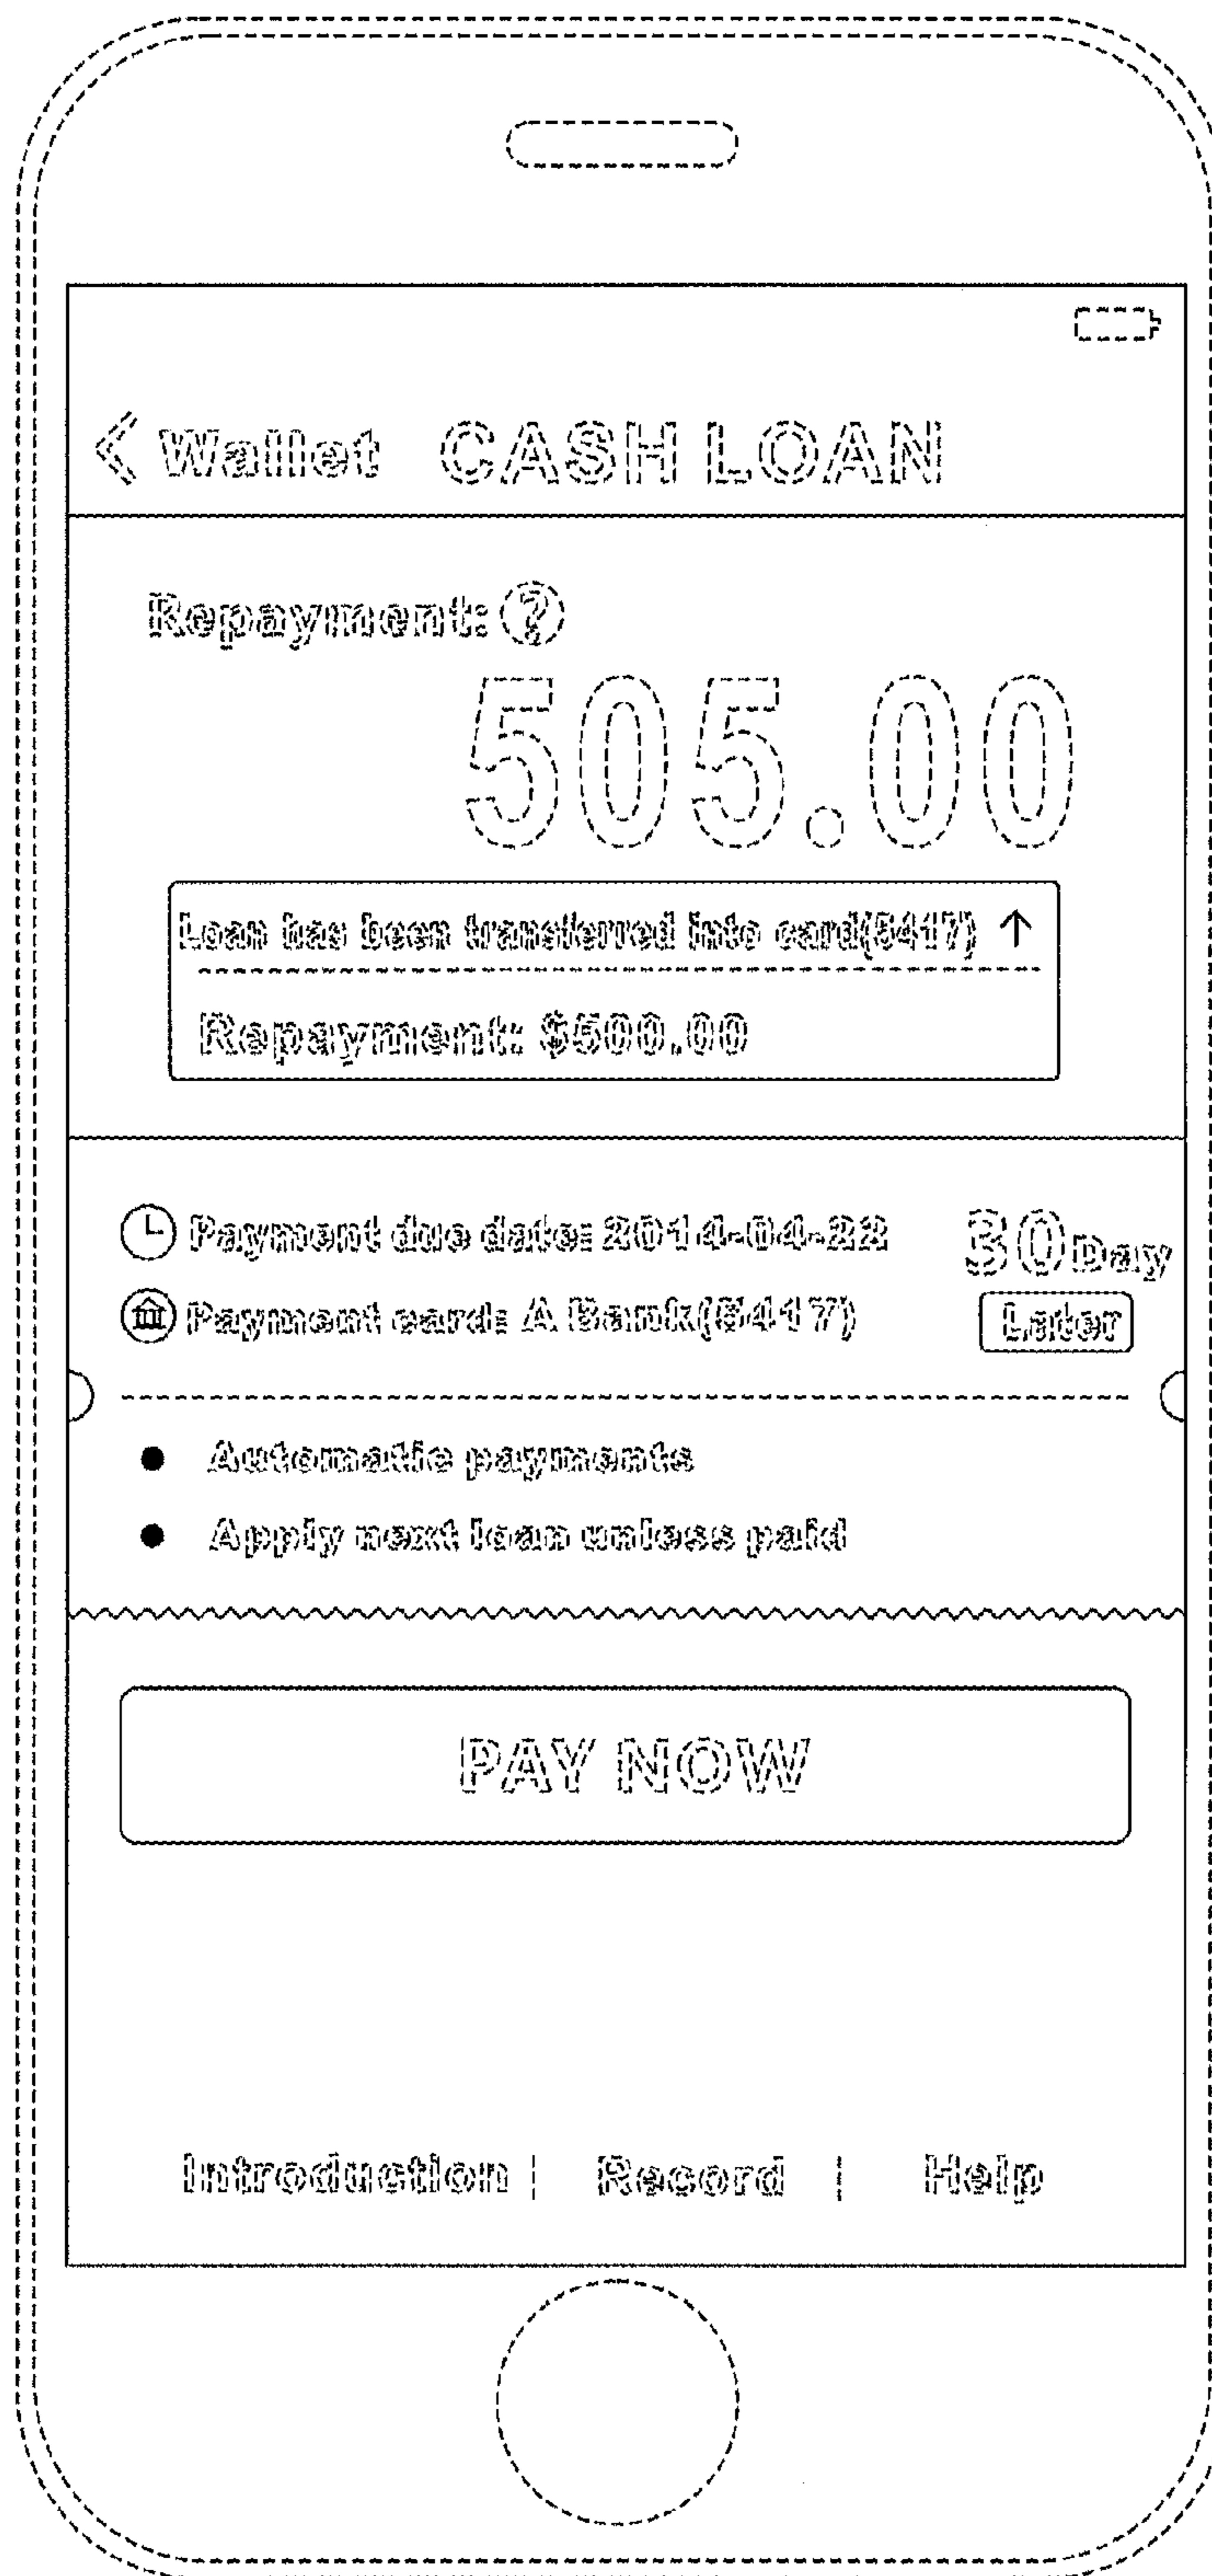 < Wallet CASH LOAN
Repayment: ?
505.00
Loan has been transferred into card(5417) ↑
Repayment: $500.00
Payment due date: 2014-04-22 30Day
Payment card: A Bank(5417) Later
• Automatic payments
• Apply next loan unless paid
PAY NOW
Introduction | Record | Help